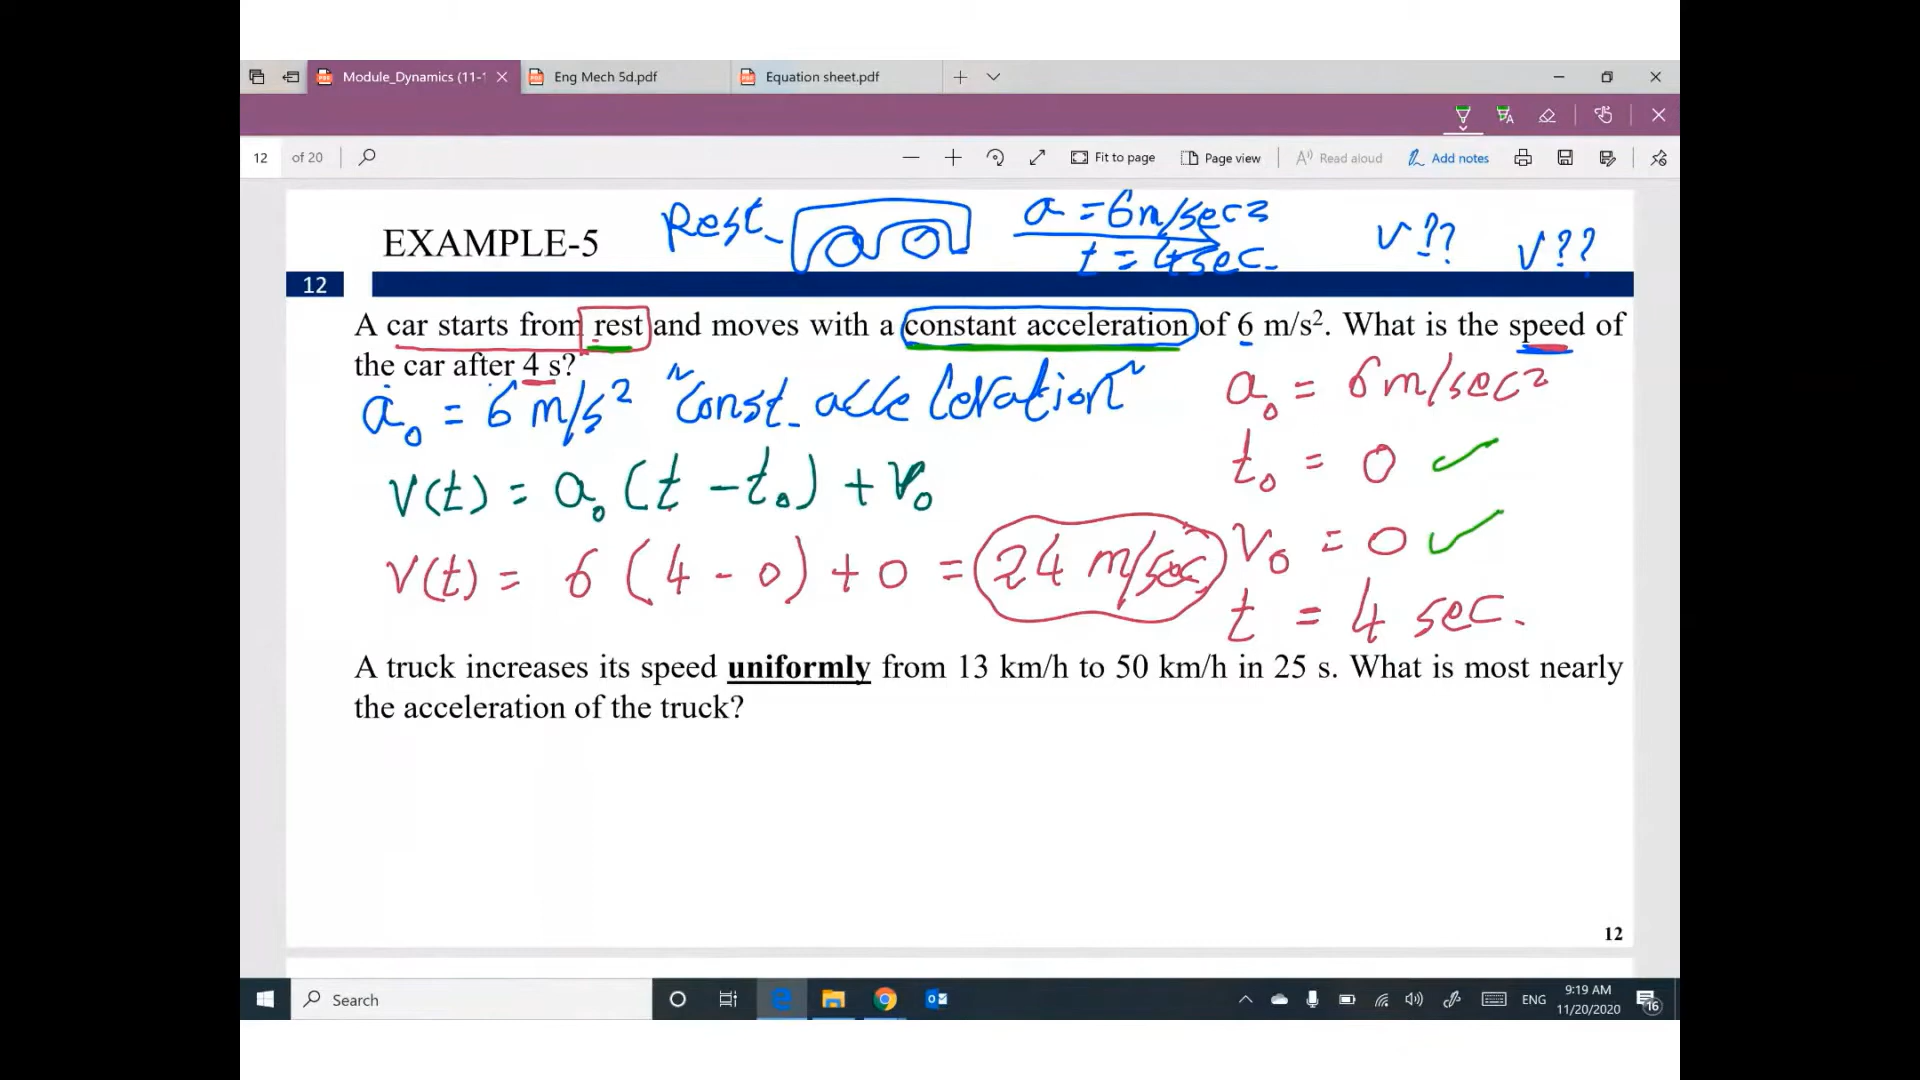 Module_Dynamics (11-1
Eng Mech 5d.pdf
Equation sheet.pdf
12 of 20
Fit to page
Page view
Read aloud
Add notes
Rest
a = 6m/sec2
t = 4sec.
v??
v??
EXAMPLE-5
12
A car starts from rest and moves with a constant acceleration of 6 m/s². What is the speed of
the car after 4 s?
a₀ = 6 m/s² "const. acceleration"
a₀ = 6m/sec²
t₀ = 0 ✓
v(t) = a₀ (t - t₀) + v₀
v₀ = 0 ✓
v(t) = 6 (4 - 0) + 0 = 24 m/sec
t = 4 sec.
A truck increases its speed uniformly from 13 km/h to 50 km/h in 25 s. What is most nearly
the acceleration of the truck?
12
Search
ENG
9:19 AM
11/20/2020
16